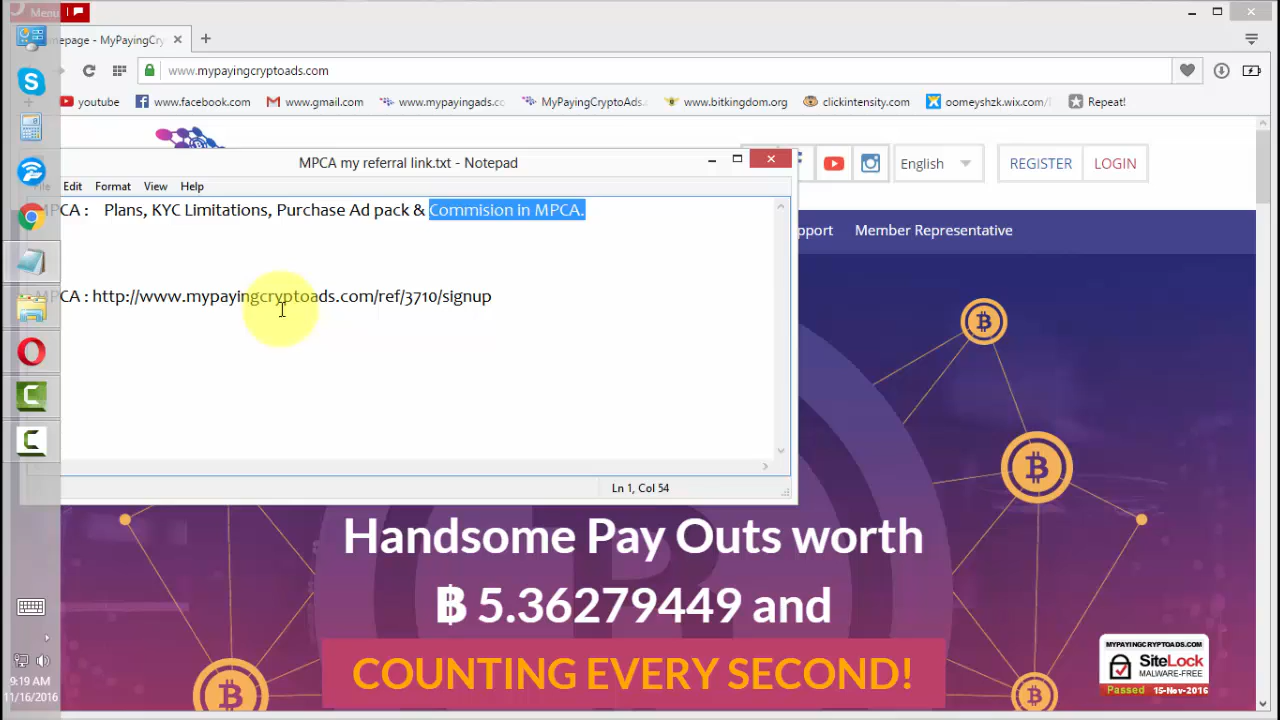 Menu
epage - MyPayingCry
www.mypayingcryptoads.com
youtube
www.facebook.com
www.gmail.com
www.mypayingads.co
MyPayingCryptoAds.
www.bitkingdom.org
clickintensity.com
oomeyshzk.wix.com/
Repeat!
MPCA my referral link.txt - Notepad
File Edit Format View Help
MPCA : Plans, KYC Limitations, Purchase Ad pack & Commision in MPCA.
MPCA : http://www.mypayingcryptoads.com/ref/3710/signup
Ln 1, Col 54
English
REGISTER
LOGIN
pport
Member Representative
Handsome Pay Outs worth
฿ 5.36279449 and
COUNTING EVERY SECOND!
MYPAYINGCRYPTOADS.COM
SiteLock
MALWARE-FREE
Passed 15-Nov-2016
9:19 AM
11/16/2016